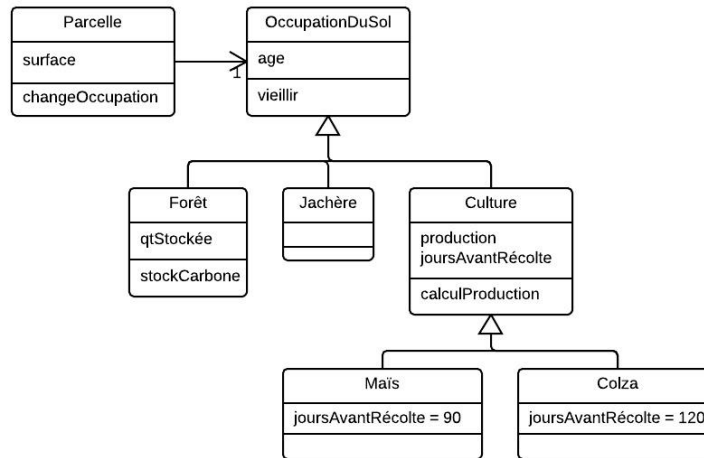 Parcelle
surface
changeOccupation
1
OccupationDuSol
age
vieillir
Forêt
qtStockée
stockCarbone
Jachère
Culture
production
joursAvantRécolte
calculProduction
Maïs
joursAvantRécolte = 90
Colza
joursAvantRécolte = 120